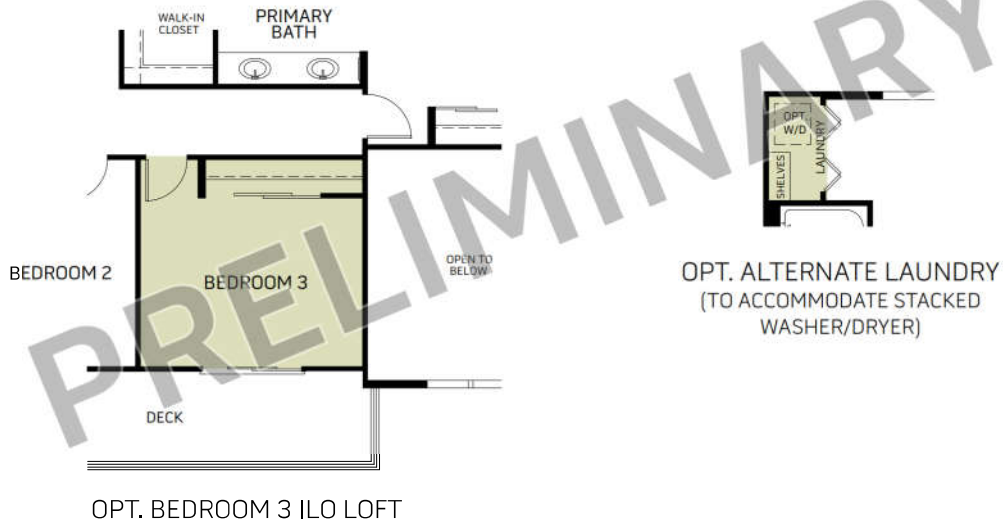 WALK-IN
CLOSET
PRIMARY
BATH
PRELIMINARY
OPT.
W/D
LAUNDRY
SHELVES
BEDROOM 2
BEDROOM 3
OPEN TO
BELOW
OPT. ALTERNATE LAUNDRY
(TO ACCOMMODATE STACKED
WASHER/DRYER)
DECK
OPT. BEDROOM 3 ILO LOFT